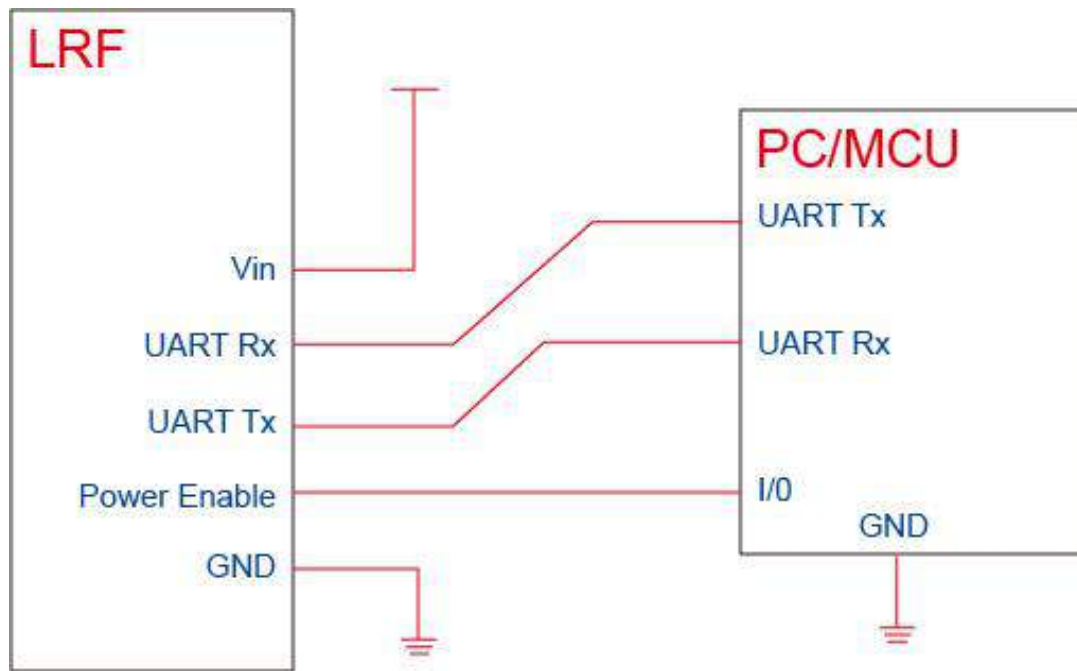 LRF
Vin
UART Rx
UART Tx
Power Enable
GND
PC/MCU
UART Tx
UART Rx
I/0
GND